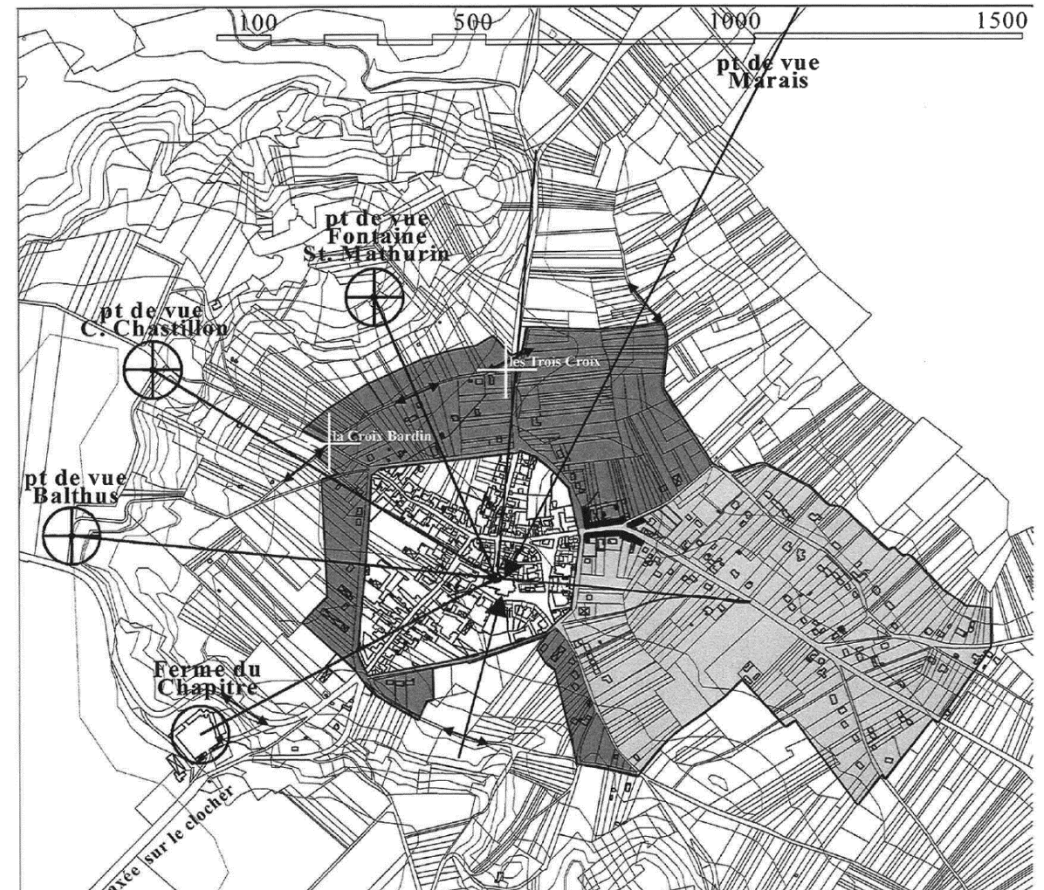 100 500 1000 1500
pt de vue
Marais
pt de vue
Fontaine
St. Mathurin
pt de vue
C. Chastillon
les Trois Croix
la Croix Bardin
pt de vue
Balthus
Ferme du
Chapitre
axée sur le clocher